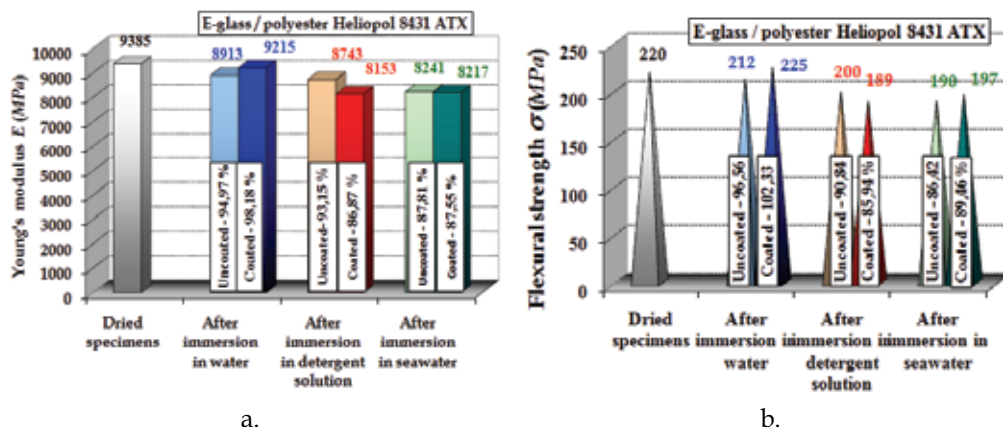 E-glass / polyester Heliopol 8431 ATX
Young's modulus E (MPa)
10000
9000
8000
7000
6000
5000
4000
3000
2000
1000
0
9385
8913
9215
8743
8153
8241
8217
Uncoated - 94,97 %
Coated - 98,18 %
Uncoated - 93,15 %
Coated - 86,87 %
Uncoated - 87,81 %
Coated - 87,55 %
Dried
specimens
After
immersion
in water
After
immersion
in detergent
solution
After
immersion
in seawater
a.
E-glass / polyester Heliopol 8431 ATX
Flexural strength σ (MPa)
250
200
150
100
50
0
220
212
225
200
189
190
197
Uncoated - 96,36
Coated - 102,33
Uncoated - 90,84
Coated - 85,94 %
Uncoated - 86,42
Coated - 89,46 %
Dried
specimens
After
immersion in
water
After
immersion in
detergent
solution
After
immersion in
seawater
b.